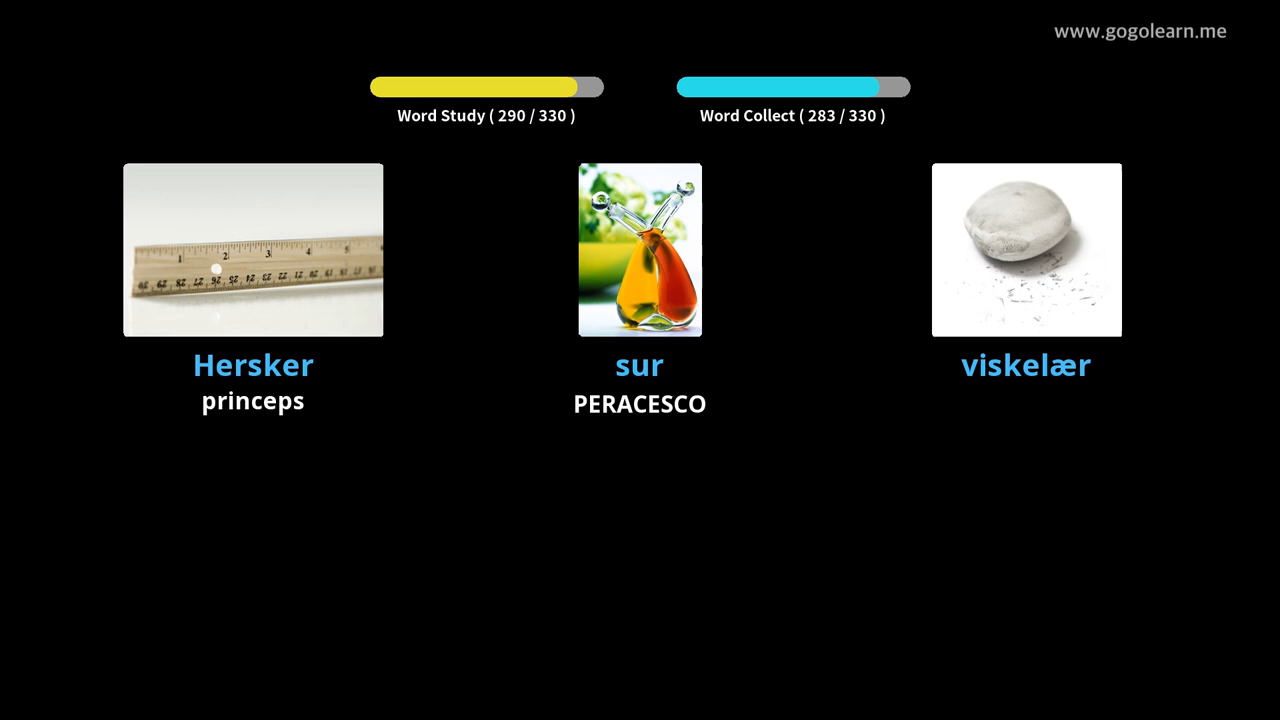 www.gogolearn.me
Word Study ( 290 / 330 )
Word Collect ( 283 / 330 )
Hersker
princeps
sur
PERACESCO
viskelær